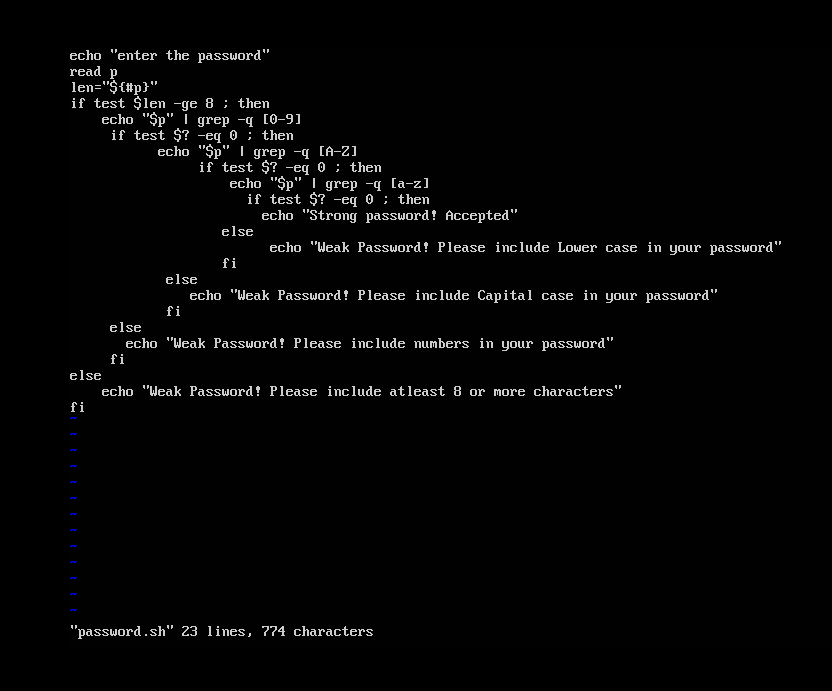 echo "enter the password"
read p
len="${#p}"
if test $len -ge 8 ; then
    echo "$p" | grep -q [0-9]
     if test $? -eq 0 ; then
           echo "$p" | grep -q [A-Z]
                if test $? -eq 0 ; then
                    echo "$p" | grep -q [a-z]
                      if test $? -eq 0 ; then
                        echo "Strong password! Accepted"
                   else
                         echo "Weak Password! Please include Lower case in your password"
                   fi
            else
               echo "Weak Password! Please include Capital case in your password"
            fi
     else
       echo "Weak Password! Please include numbers in your password"
     fi
else
    echo "Weak Password! Please include atleast 8 or more characters"
fi
~
~
~
~
~
~
~
~
~
~
~
~
~
"password.sh" 23 lines, 774 characters